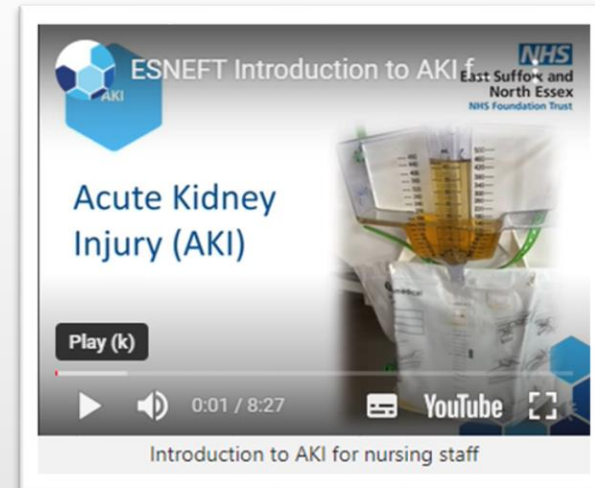 ESNEFT Introduction to AKI f...
NHS
East Suffolk and
North Essex
NHS Foundation Trust
AKI
Acute Kidney
Injury (AKI)
Play (k)
0:01 / 8:27
YouTube
Introduction to AKI for nursing staff